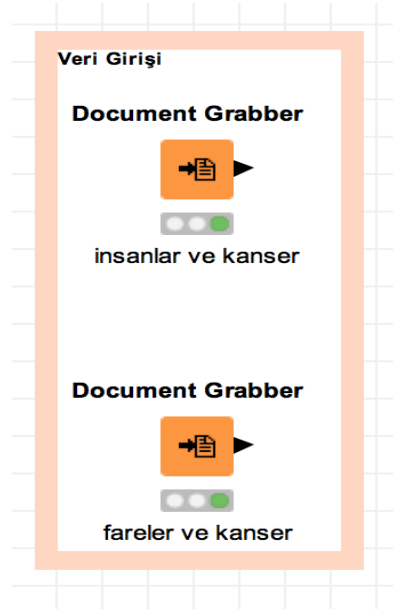 Veri Girişi
Document Grabber
insanlar ve kanser
Document Grabber
fareler ve kanser